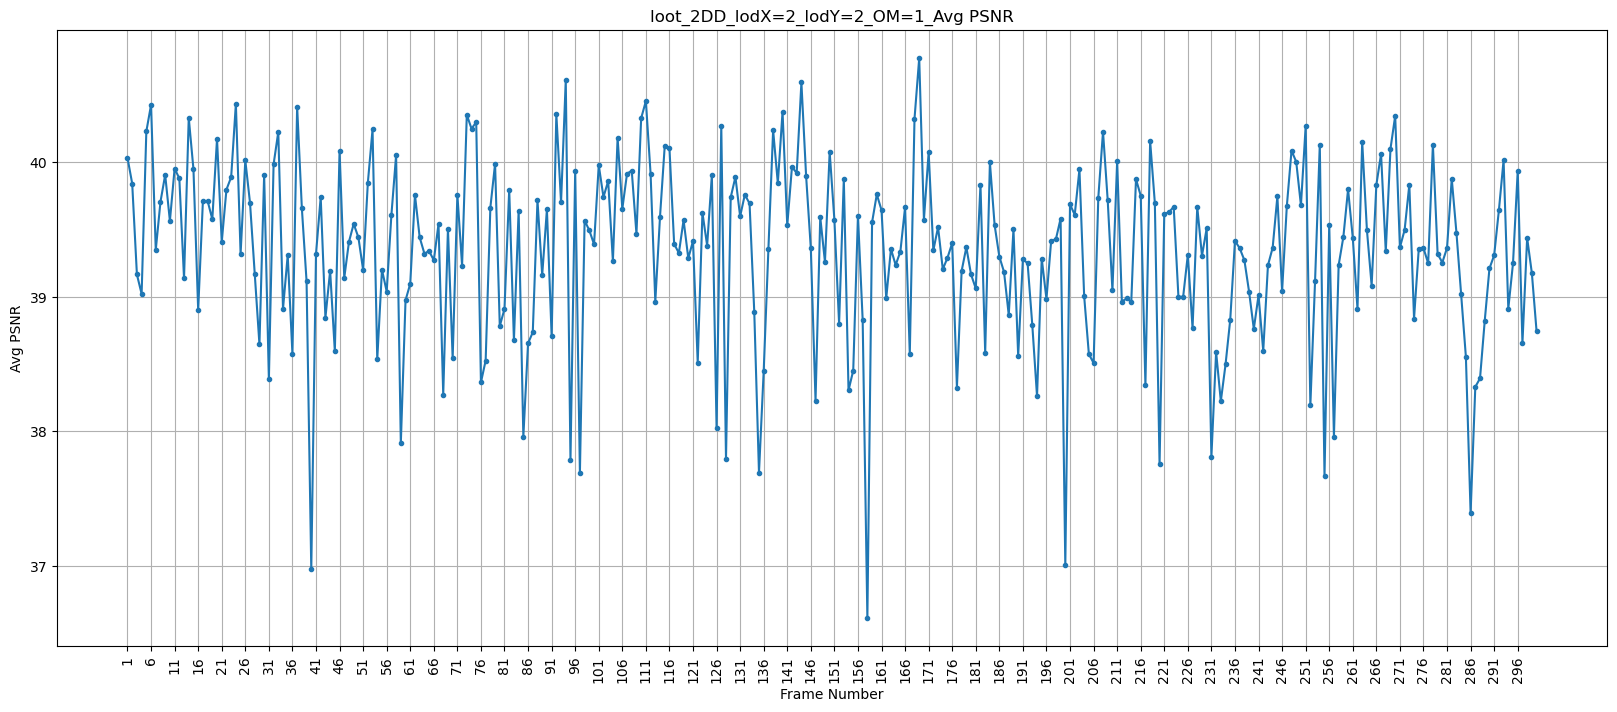 loot_2DD_lodX=2_lodY=2_OM=1_Avg PSNR
Avg PSNR
40
39
38
37
1 6 11 16 21 26 31 36 41 46 51 56 61 66 71 76 81 86 91 96 101 106 111 116 121 126 131 136 141 146 151 156 161 166 171 176 181 186 191 196 201 206 211 216 221 226 231 236 241 246 251 256 261 266 271 276 281 286 291 296
Frame Number